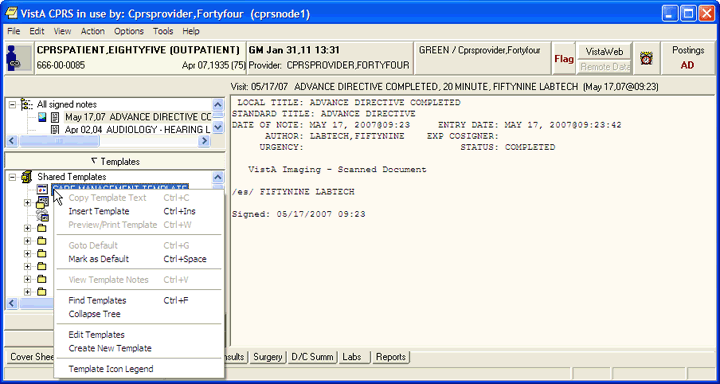 VistA CPRS in use by: Cprsprovider,Fortyfour (cprsnode1)
File Edit View Action Options Tools Help
CPRSPATIENT,EIGHTYFIVE (OUTPATIENT) GM Jan 31,11 13:31 GREEN / Cprsprovider,Fortyfour Flag VistaWeb Postings
666-00-0085 Apr 07,1935 (75) Provider: CPRSPROVIDER,FORTYFOUR Remote Data AD
Visit: 05/17/07 ADVANCE DIRECTIVE COMPLETED, 20 MINUTE, FIFTYNINE LABTECH (May 17,07@09:23)
All signed notes
May 17,07 ADVANCE DIRECTIVE CO
Apr 02,04 AUDIOLOGY - HEARING L
Templates
Shared Templates
CARE MANAGEMENT TEMPLATE
Copy Template Text Ctrl+C
Insert Template Ctrl+Ins
Preview/Print Template Ctrl+W
Goto Default Ctrl+G
Mark as Default Ctrl+Space
View Template Notes Ctrl+V
Find Templates Ctrl+F
Collapse Tree
Edit Templates
Create New Template
Template Icon Legend
LOCAL TITLE: ADVANCE DIRECTIVE COMPLETED
STANDARD TITLE: ADVANCE DIRECTIVE
DATE OF NOTE: MAY 17, 2007@09:23 ENTRY DATE: MAY 17, 2007@09:23:42
AUTHOR: LABTECH,FIFTYNINE EXP COSIGNER:
URGENCY: STATUS: COMPLETED
VistA Imaging - Scanned Document
/es/ FIFTYNINE LABTECH
Signed: 05/17/2007 09:23
Cover Shee sults Surgery D/C Summ Labs Reports